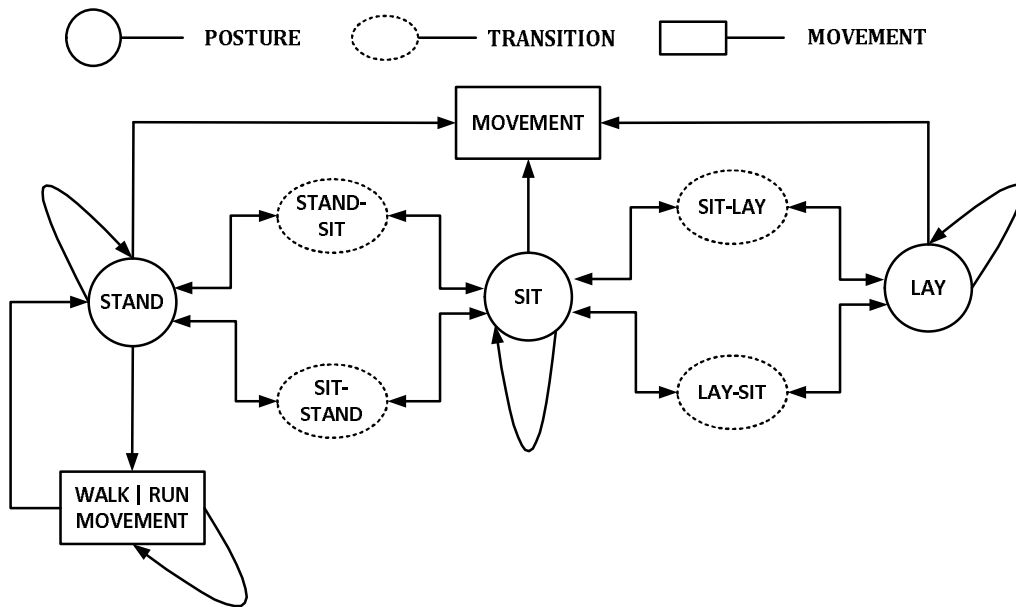 POSTURE
TRANSITION
MOVEMENT
MOVEMENT
STAND-
SIT
SIT-LAY
STAND
SIT
LAY
SIT-
STAND
LAY-SIT
WALK | RUN
MOVEMENT